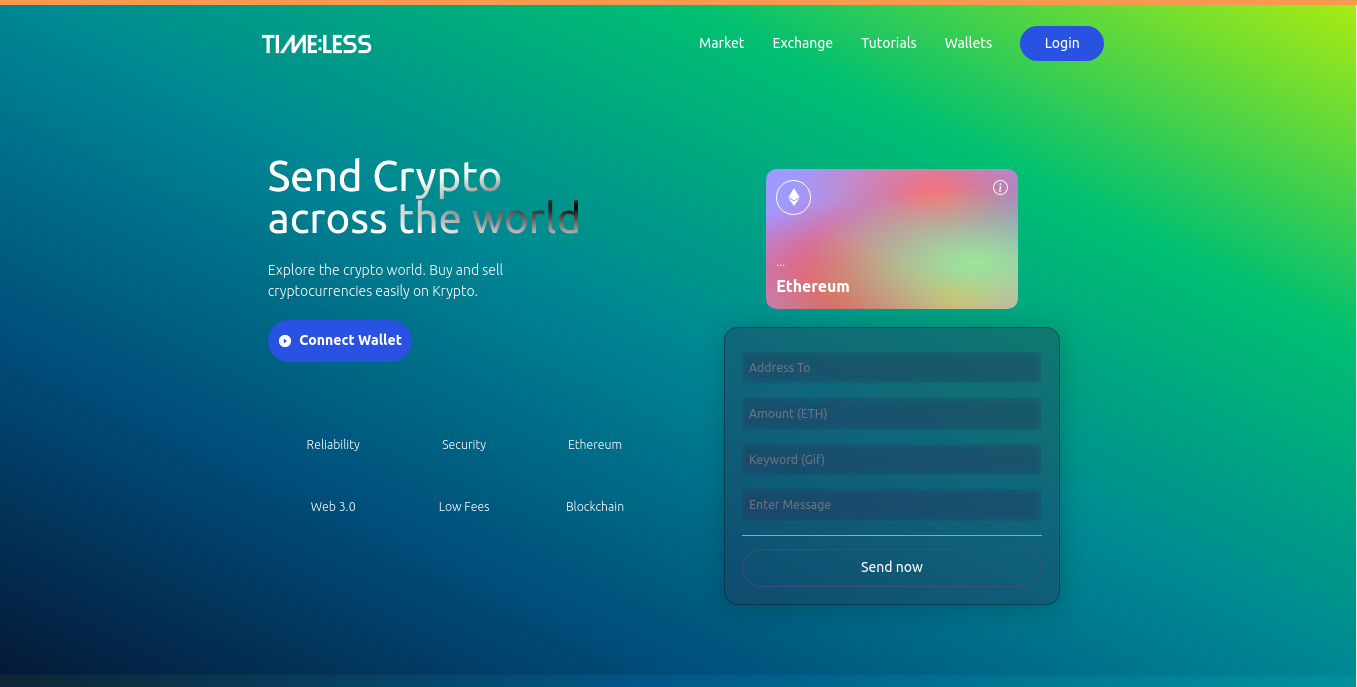 TIME:LESS
Market Exchange Tutorials Wallets Login
Send Crypto
across the world
Explore the crypto world. Buy and sell
cryptocurrencies easily on Krypto.
Connect Wallet
Reliability Security Ethereum
Web 3.0 Low Fees Blockchain
i
...
Ethereum
Address To
Amount (ETH)
Keyword (Gif)
Enter Message
Send now